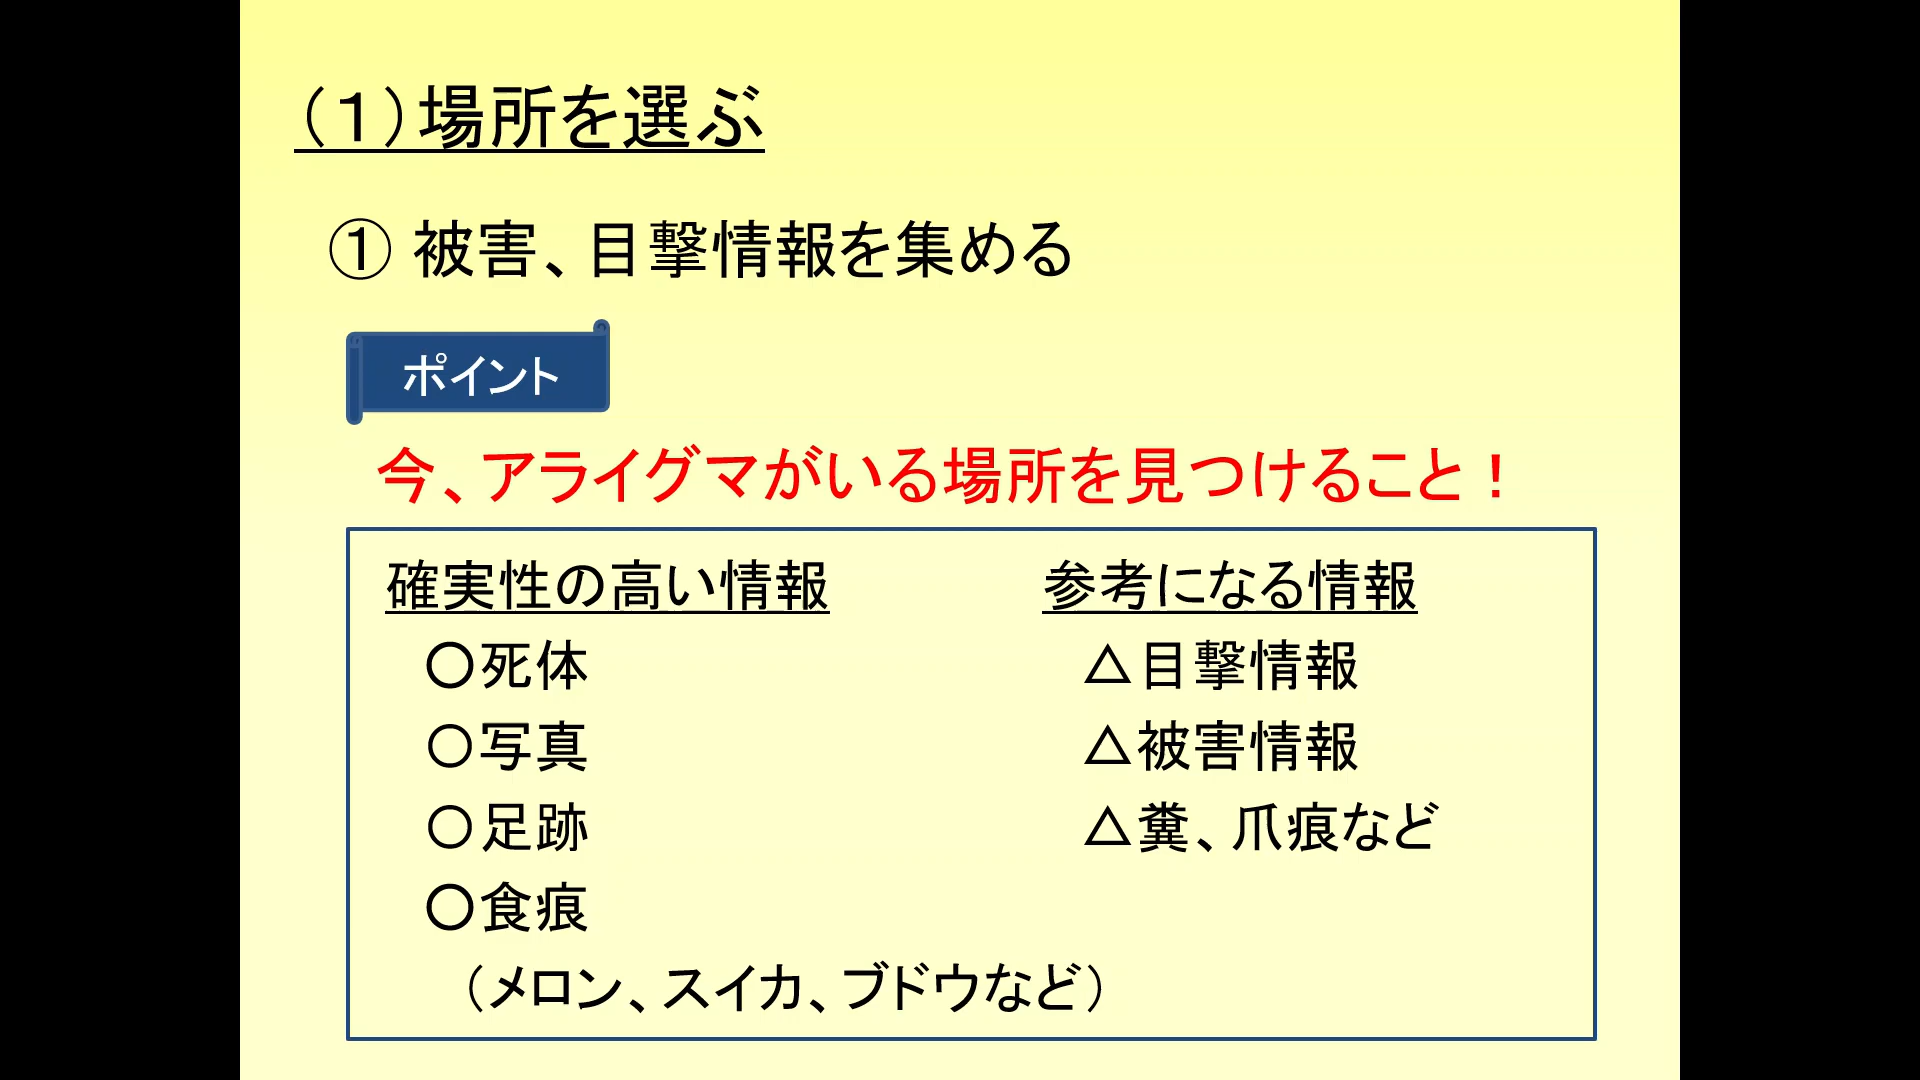 （１）場所を選ぶ
① 被害、目撃情報を集める
ポイント
今、アライグマがいる場所を見つけること！
確実性の高い情報
○死体
○写真
○足跡
○食痕
（メロン、スイカ、ブドウなど）
参考になる情報
△目撃情報
△被害情報
△糞、爪痕など